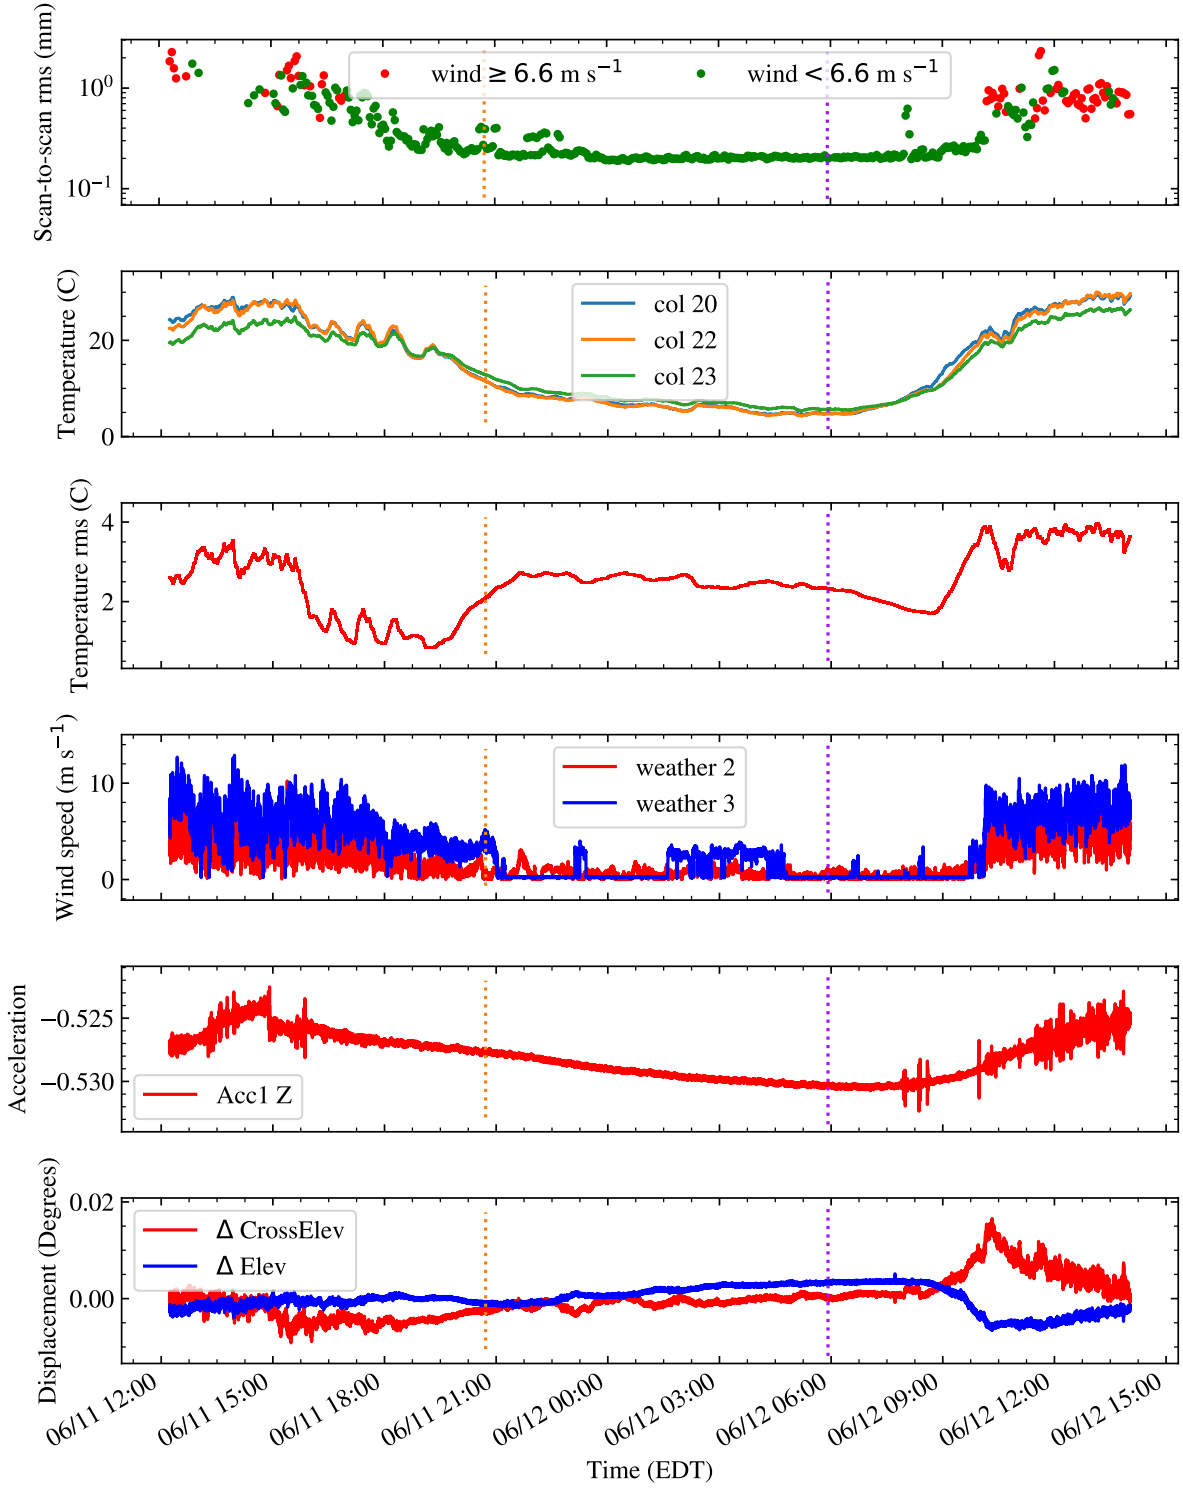 Scan-to-scan rms (mm)
10⁰
10⁻¹
wind ≥ 6.6 m s⁻¹
wind < 6.6 m s⁻¹
Temperature (C)
20
0
col 20
col 22
col 23
Temperature rms (C)
4
2
Wind speed (m s⁻¹)
10
0
weather 2
weather 3
Acceleration
−0.525
−0.530
Acc1 Z
Displacement (Degrees)
0.02
0.00
Δ CrossElev
Δ Elev
06/11 12:00
06/11 15:00
06/11 18:00
06/11 21:00
06/12 00:00
06/12 03:00
06/12 06:00
06/12 09:00
06/12 12:00
06/12 15:00
Time (EDT)